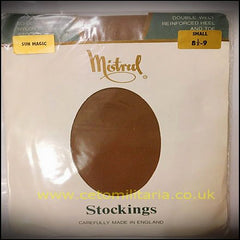 DOUBLE WELT
REINFORCED HEEL
SUN MAGIC
SMALL
8½-9
Mistral
®
www.cetomilitaria.co.uk
Stockings
CAREFULLY MADE IN ENGLAND